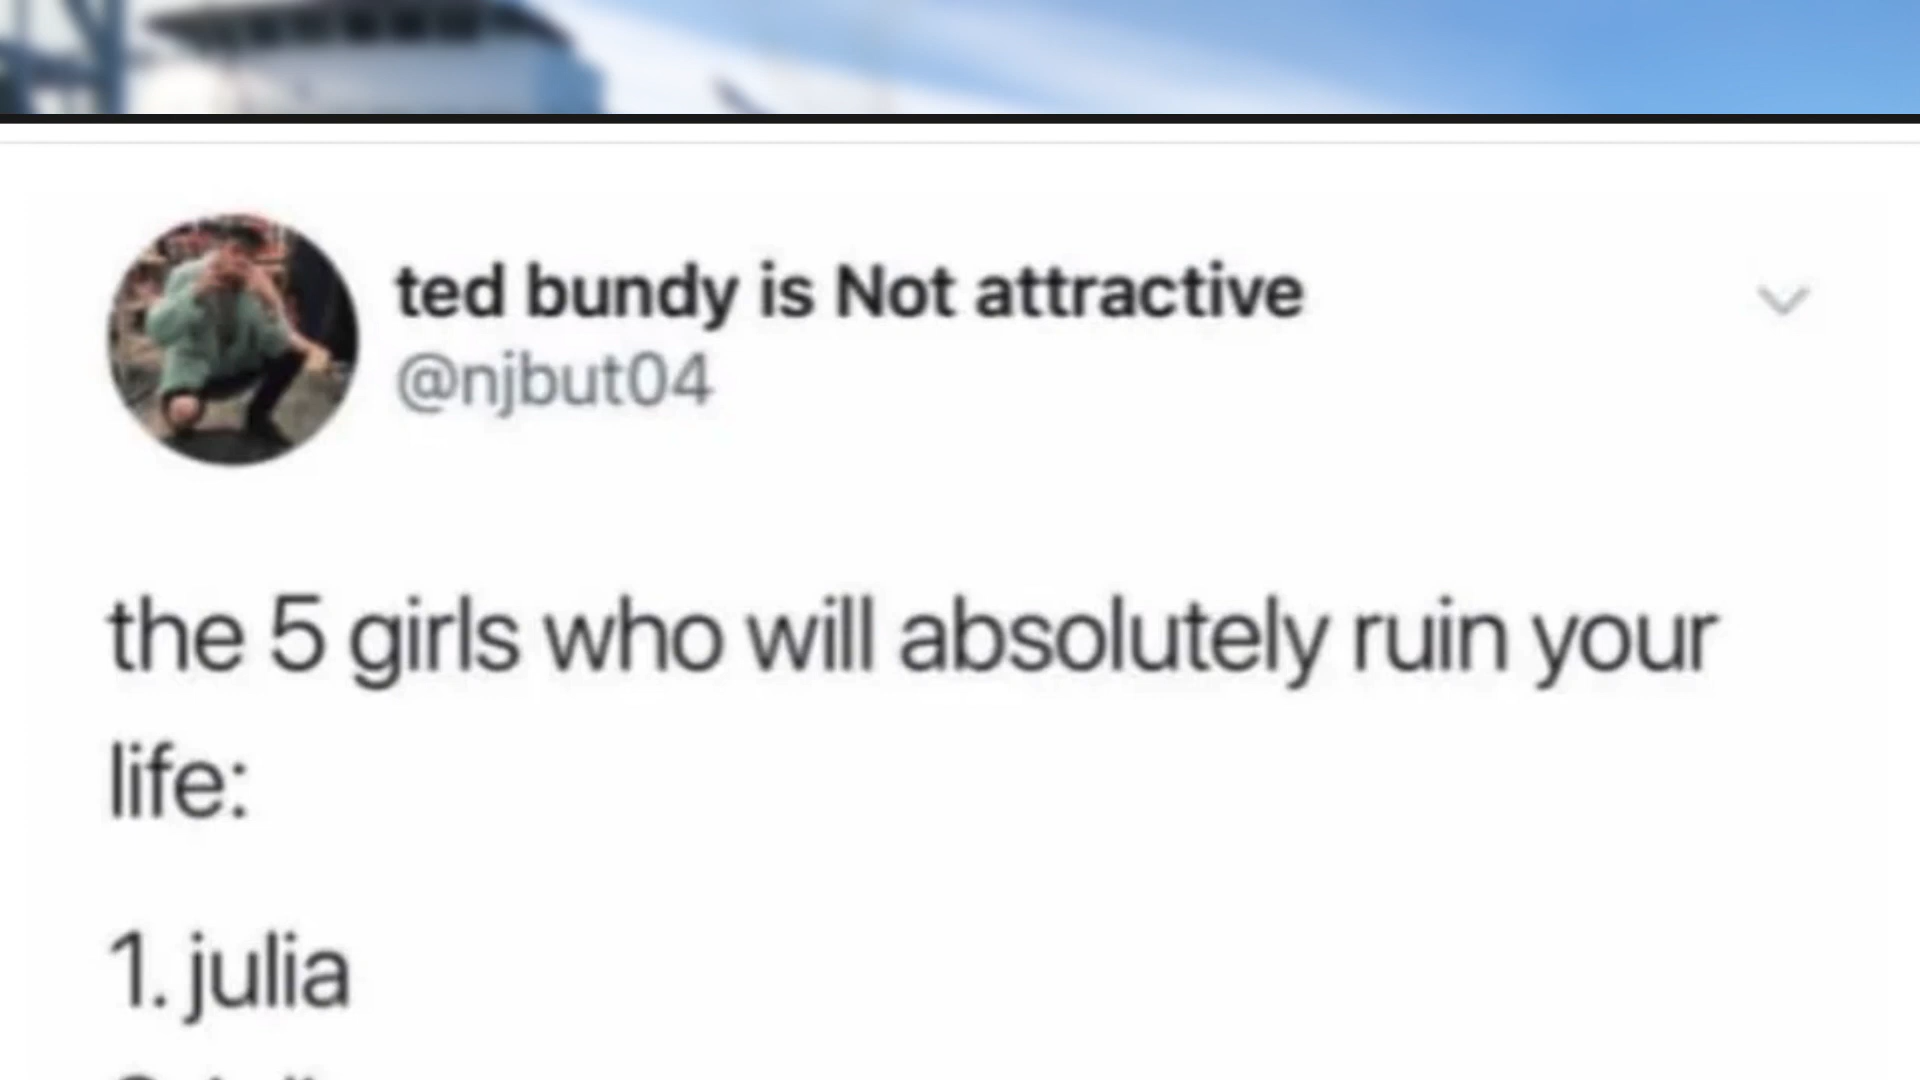 ted bundy is Not attractive
@njbut04
the 5 girls who will absolutely ruin your
life:
1. julia